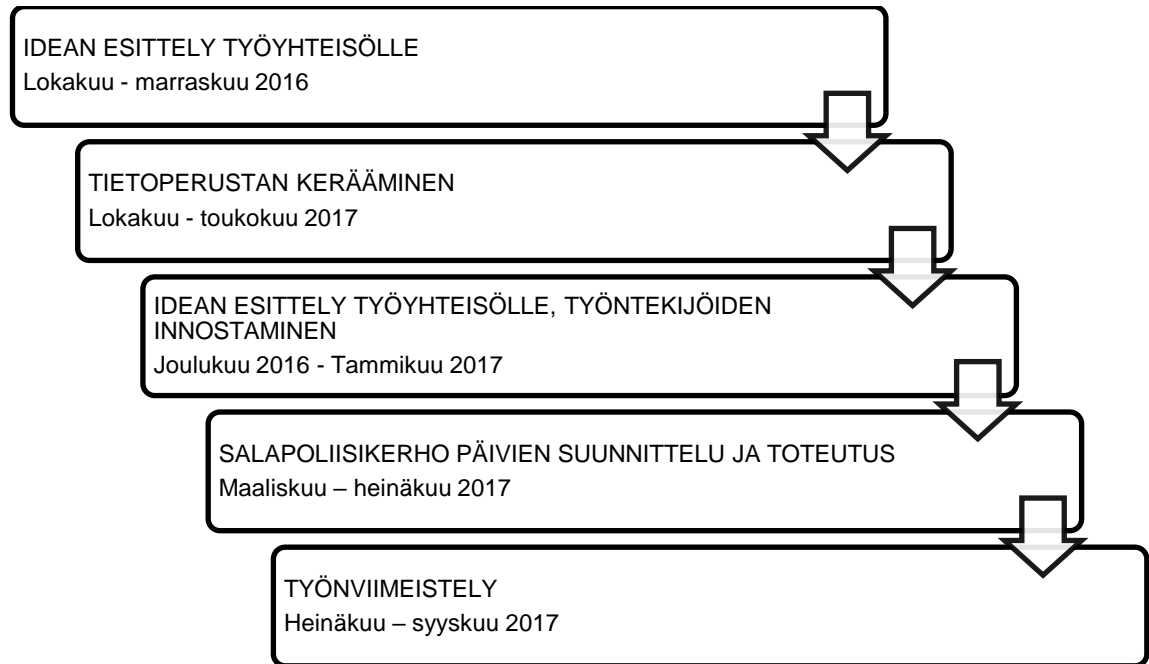 IDEAN ESITTELY TYÖYHTEISÖLLE
Lokakuu - marraskuu 2016
TIETOPERUSTAN KERÄÄMINEN
Lokakuu - toukokuu 2017
IDEAN ESITTELY TYÖYHTEISÖLLE, TYÖNTEKIJÖIDEN
INNOSTAMINEN
Joulukuu 2016 - Tammikuu 2017
SALAPOLIISIKERHO PÄIVIEN SUUNNITTELU JA TOTEUTUS
Maaliskuu – heinäkuu 2017
TYÖNVIIMEISTELY
Heinäkuu – syyskuu 2017